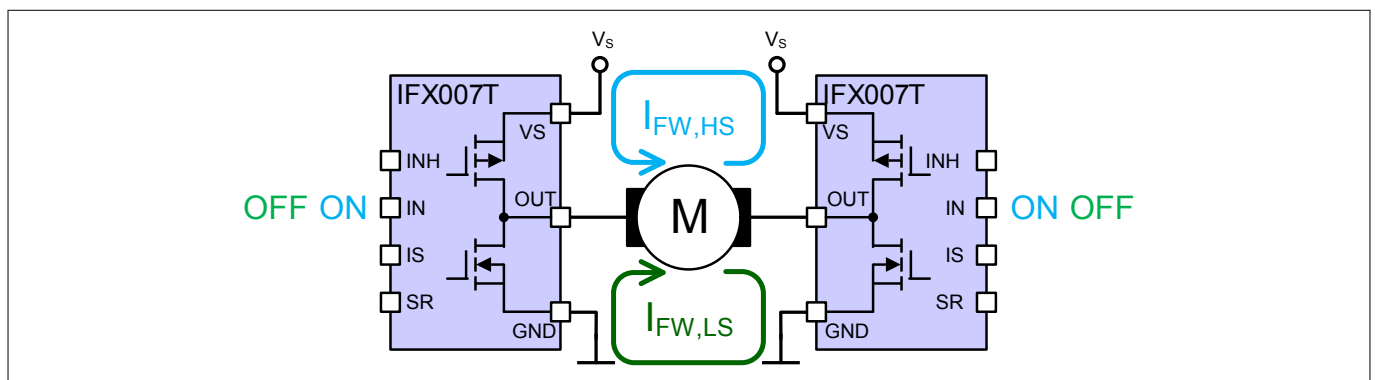 VS VS
IFX007T IFX007T
IFW,HS
VS VS
INH INH
OUT OUT
OFF ON IN M IN ON OFF
IS IS
SR SR
IFW,LS
GND GND